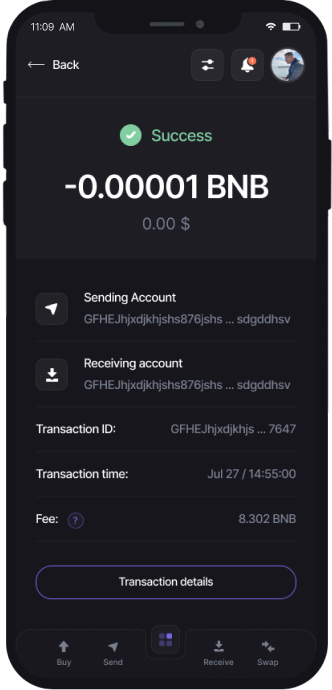 11:09 AM
Back
Success
-0.00001 BNB
0.00 $
Sending Account
GFHEJhjxdjkhjshs876jshs ... sdgddhsv
Receiving account
GFHEJhjxdjkhjshs876jshs ... sdgddhsv
Transaction ID: GFHEJhjxdjkhjs ... 7647
Transaction time: Jul 27 / 14:55:00
Fee: ? 8.302 BNB
Transaction details
Buy Send Receive Swap